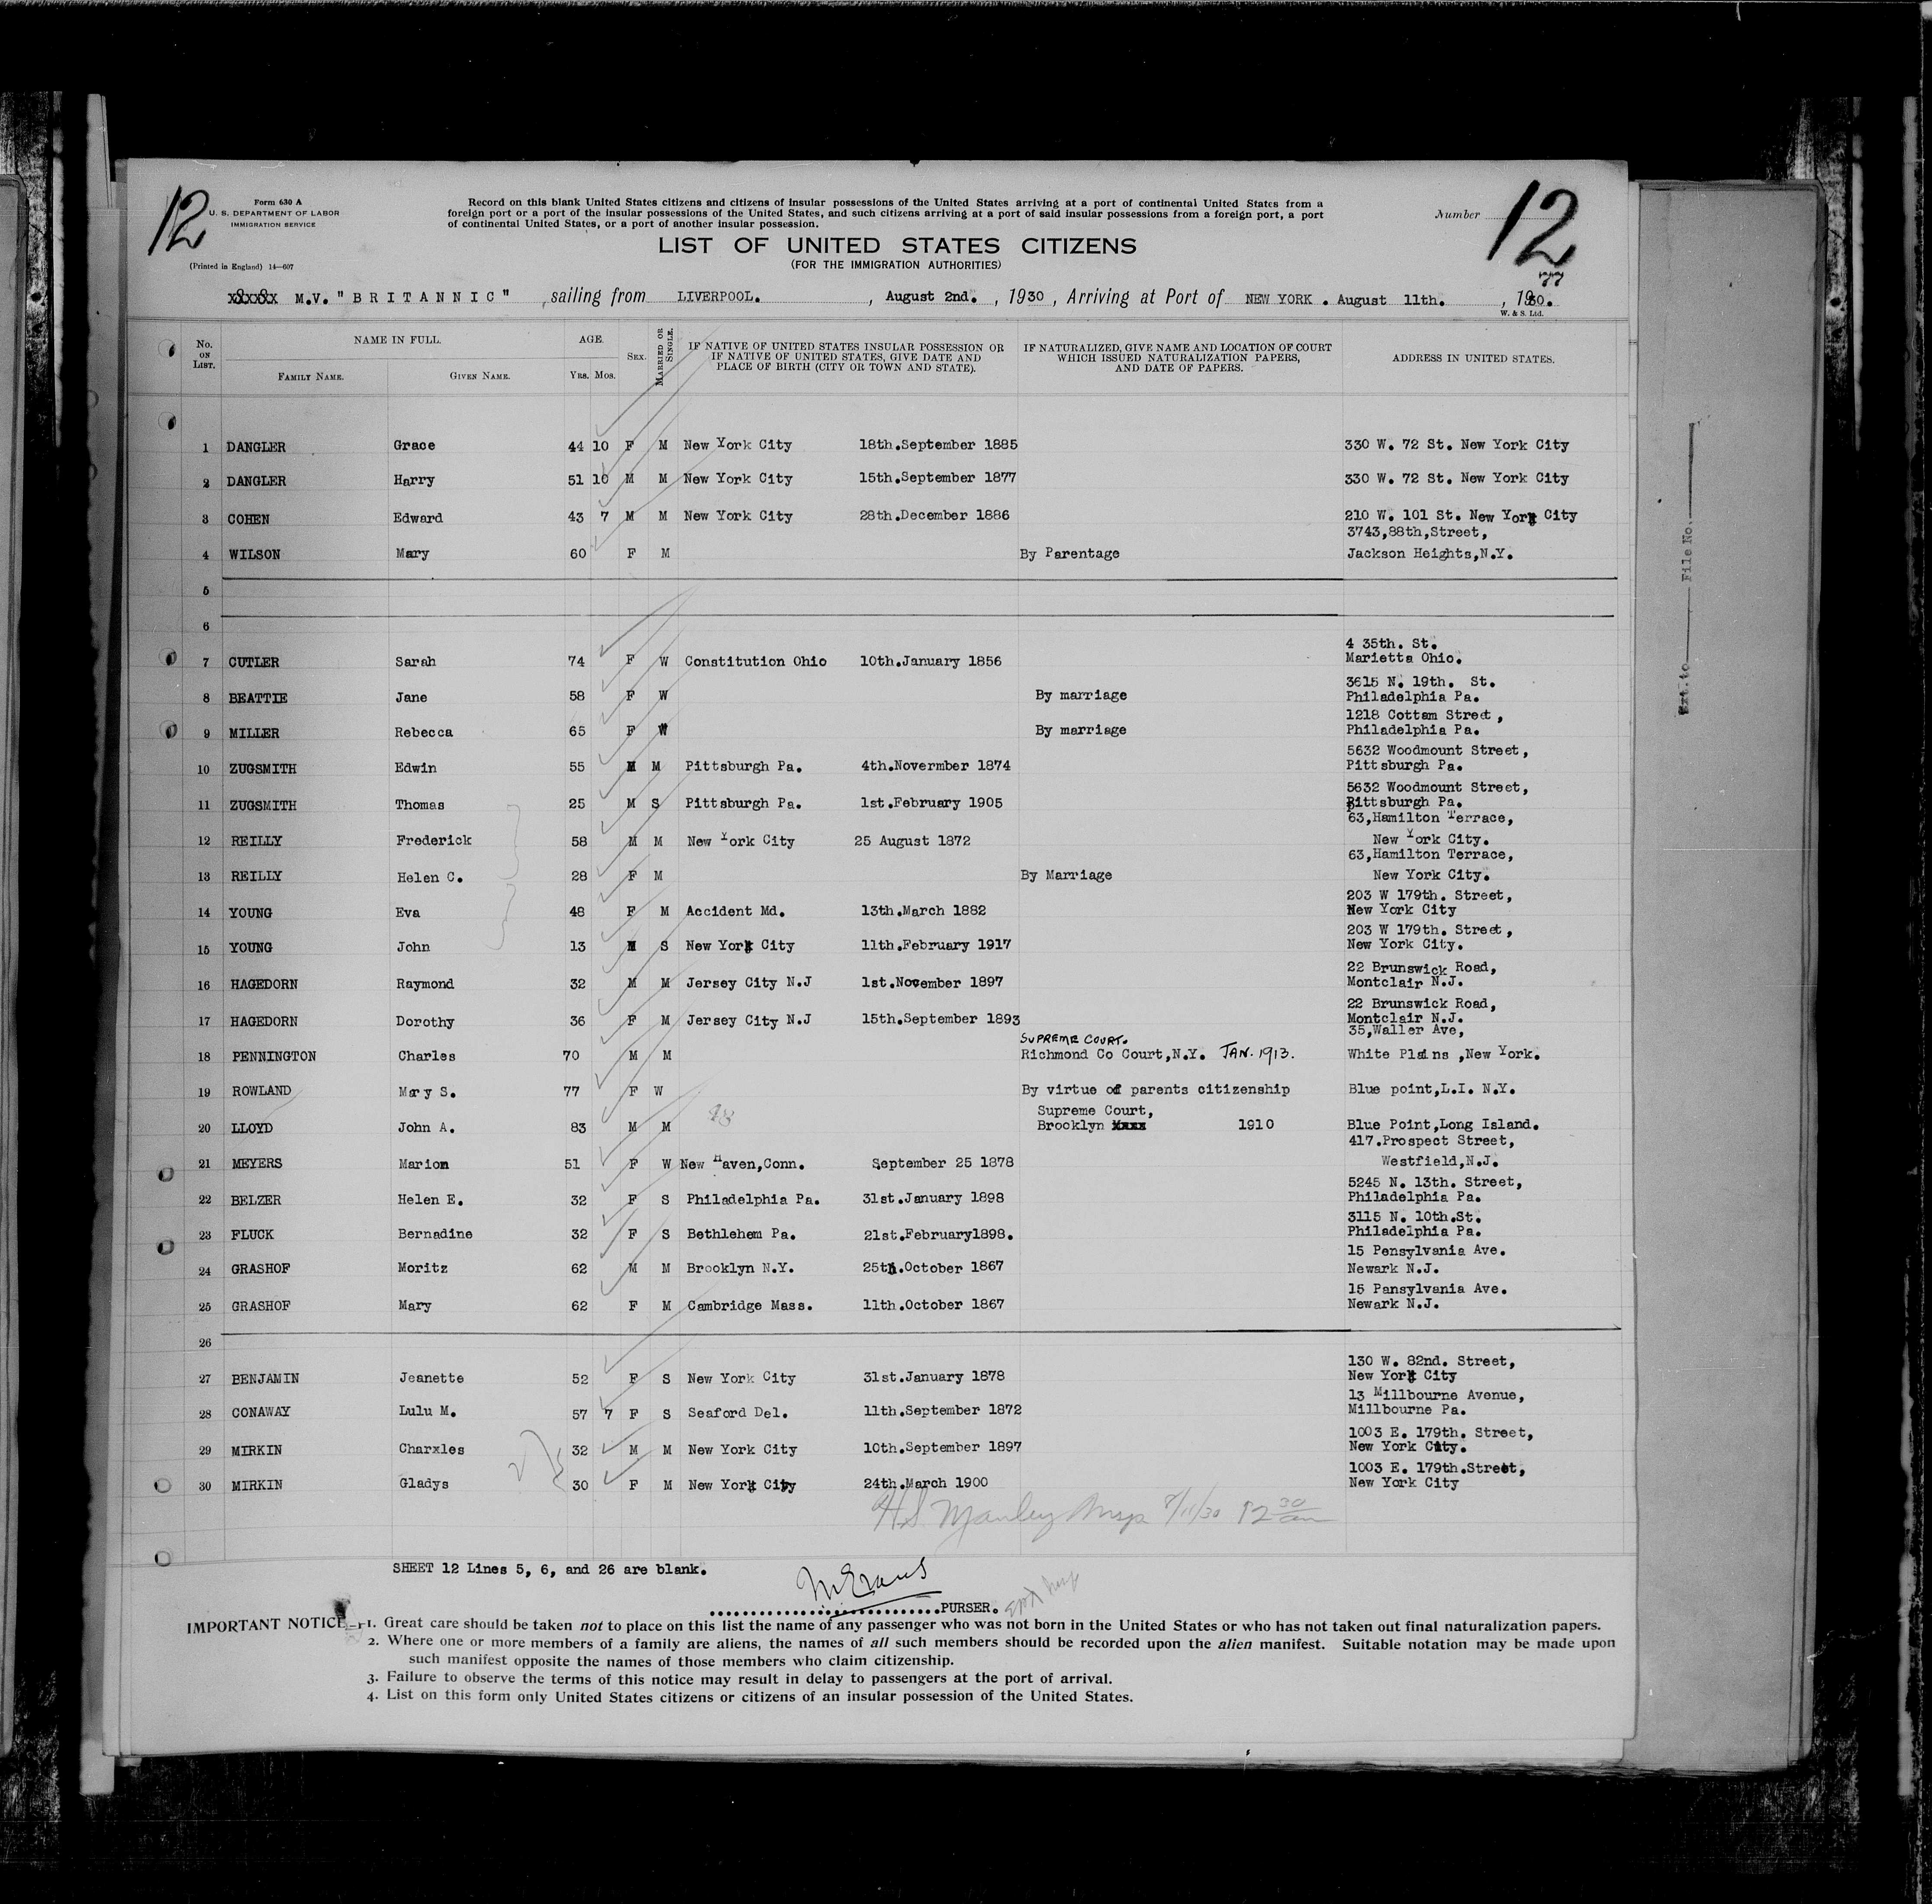 12
Form 630 A
U. S. DEPARTMENT OF LABOR
IMMIGRATION SERVICE
(Printed in England) 14—607
Record on this blank United States citizens and citizens of insular possessions of the United States arriving at a port of continental United States from a
foreign port or a port of the insular possessions of the United States, and such citizens arriving at a port of said insular possessions from a foreign port, a port
of continental United States, or a port of another insular possession.
Number 12
LIST OF UNITED STATES CITIZENS
(FOR THE IMMIGRATION AUTHORITIES)
77
M.V. "BRITANNIC" sailing from LIVERPOOL. , August 2nd. , 1930 , Arriving at Port of NEW YORK . August 11th. , 1930.
W. & S. Ltd.
No. ON LIST. NAME IN FULL. FAMILY NAME. GIVEN NAME. AGE. YRS. MOS. SEX. MARRIED OR SINGLE. IF NATIVE OF UNITED STATES INSULAR POSSESSION OR IF NATIVE OF UNITED STATES, GIVE DATE AND PLACE OF BIRTH (CITY OR TOWN AND STATE). IF NATURALIZED, GIVE NAME AND LOCATION OF COURT WHICH ISSUED NATURALIZATION PAPERS, AND DATE OF PAPERS. ADDRESS IN UNITED STATES.
1 DANGLER Grace 44 10 F M New York City 18th.September 1885 330 W. 72 St. New York City
2 DANGLER Harry 51 10 M M New York City 15th.September 1877 330 W. 72 St. New York City
3 COHEN Edward 43 7 M M New York City 28th.December 1886 210 W. 101 St. New York City
3743,88th,Street,
4 WILSON Mary 60 F M By Parentage Jackson Heights,N.Y.
5
6
4 35th. St.
7 CUTLER Sarah 74 F W Constitution Ohio 10th.January 1856 Marietta Ohio.
3615 N. 19th. St.
8 BEATTIE Jane 58 F W By marriage Philadelphia Pa.
1218 Cottam Street,
9 MILLER Rebecca 65 F W By marriage Philadelphia Pa.
5632 Woodmount Street,
10 ZUGSMITH Edwin 55 M M Pittsburgh Pa. 4th.Novermber 1874 Pittsburgh Pa.
5632 Woodmount Street,
11 ZUGSMITH Thomas 25 M S Pittsburgh Pa. 1st.February 1905 Pittsburgh Pa.
63,Hamilton Terrace,
12 REILLY Frederick 58 M M New York City 25 August 1872 New York City.
63,Hamilton Terrace,
13 REILLY Helen C. 28 F M By Marriage New York City.
203 W 179th. Street,
14 YOUNG Eva 48 F M Accident Md. 13th.March 1882 New York City
203 W 179th. Street,
15 YOUNG John 13 M S New York City 11th.February 1917 New York City.
22 Brunswick Road,
16 HAGEDORN Raymond 32 M M Jersey City N.J 1st.November 1897 Montclair N.J.
22 Brunswick Road,
17 HAGEDORN Dorothy 36 F M Jersey City N.J 15th.September 1893 Montclair N.J.
SUPREME COURT. 35,Waller Ave,
18 PENNINGTON Charles 70 M M Richmond Co Court,N.Y. JAN. 1913. White Plains ,New York.
19 ROWLAND Mary S. 77 F W By virtue of parents citizenship Blue point,L.I. N.Y.
Supreme Court,
20 LLOYD John A. 83 M M Brooklyn 1910 Blue Point,Long Island.
417.Prospect Street,
21 MEYERS Marion 51 F W New Haven,Conn. September 25 1878 Westfield,N.J.
5245 N. 13th. Street,
22 BELZER Helen E. 32 F S Philadelphia Pa. 31st.January 1898 Philadelphia Pa.
3115 N. 10th.St.
23 FLUCK Bernadine 32 F S Bethlehem Pa. 21st.February1898. Philadelphia Pa.
15 Pensylvania Ave.
24 GRASHOF Moritz 62 M M Brooklyn N.Y. 25th.October 1867 Newark N.J.
15 Pansylvania Ave.
25 GRASHOF Mary 62 F M Cambridge Mass. 11th.October 1867 Newark N.J.
26
130 W. 82nd. Street,
27 BENJAMIN Jeanette 52 F S New York City 31st.January 1878 New York City
13 Millbourne Avenue,
28 CONAWAY Lulu M. 57 7 F S Seaford Del. 11th.September 1872 Millbourne Pa.
1003 E. 179th. Street,
29 MIRKIN Charxles 32 M M New York City 10th.September 1897 New York City.
1003 E. 179th.Street,
30 MIRKIN Gladys 30 F M New York City 24th.March 1900 New York City
HS Manley Insp 8/11/30 12 30 am
SHEET 12 Lines 5, 6, and 26 are blank.
M Evans
PURSER.
IMPORTANT NOTICE.—1. Great care should be taken not to place on this list the name of any passenger who was not born in the United States or who has not taken out final naturalization papers.
2. Where one or more members of a family are aliens, the names of all such members should be recorded upon the alien manifest. Suitable notation may be made upon
such manifest opposite the names of those members who claim citizenship.
3. Failure to observe the terms of this notice may result in delay to passengers at the port of arrival.
4. List on this form only United States citizens or citizens of an insular possession of the United States.
Ext. to File No.